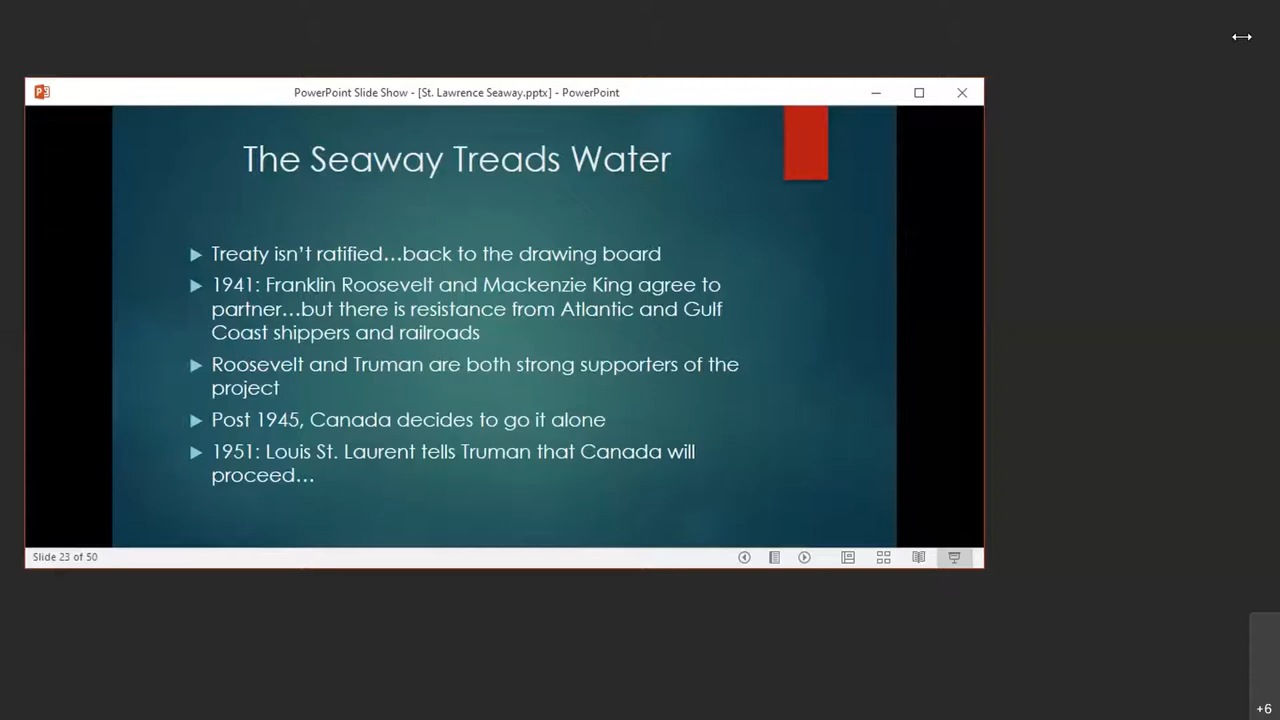 PowerPoint Slide Show - [St. Lawrence Seaway.pptx] - PowerPoint
The Seaway Treads Water
Treaty isn't ratified…back to the drawing board
1941: Franklin Roosevelt and Mackenzie King agree to
partner…but there is resistance from Atlantic and Gulf
Coast shippers and railroads
Roosevelt and Truman are both strong supporters of the
project
Post 1945, Canada decides to go it alone
1951: Louis St. Laurent tells Truman that Canada will
proceed…
Slide 23 of 50
+6